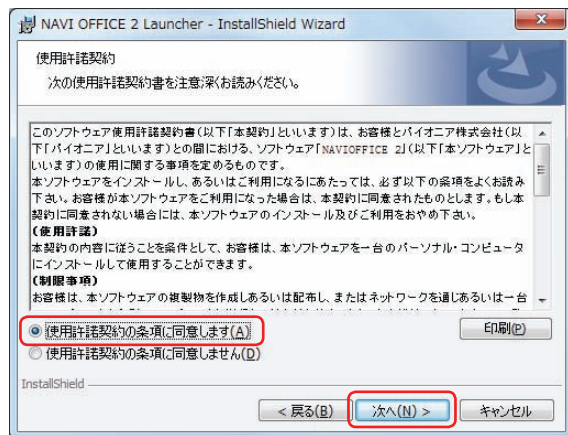 NAVI OFFICE 2 Launcher - InstallShield Wizard
使用許諾契約
次の使用許諾契約書を注意深くお読みください。
このソフトウェア使用許諾契約書(以下「本契約」といいます)は、お客様とパイオニア株式会社(以
下「パイオニア」といいます)との間における、ソフトウェア「NAVIOFFICE 2」(以下「本ソフトウェア」と
いいます)の使用に関する事項を定めるものです。
本ソフトウェアをインストールし、あるいはご利用になるにあたっては、必ず以下の条項をよくお読み
下さい。お客様が本ソフトウェアをご利用になった場合は、本契約に同意されたものとします。もし本
契約に同意されない場合には、本ソフトウェアのインストール及びご利用をおやめ下さい。
(使用許諾)
本契約の内容に従うことを条件として、お客様は、本ソフトウェアを一台のパーソナル・コンピュータ
にインストールして使用することができます。
(制限事項)
お客様は、本ソフトウェアの複製物を作成しあるいは配布し、またはネットワークを通じあるいは一台
使用許諾契約の条項に同意します(A)
印刷(P)
使用許諾契約の条項に同意しません(D)
InstallShield
< 戻る(B)
次へ(N) >
キャンセル